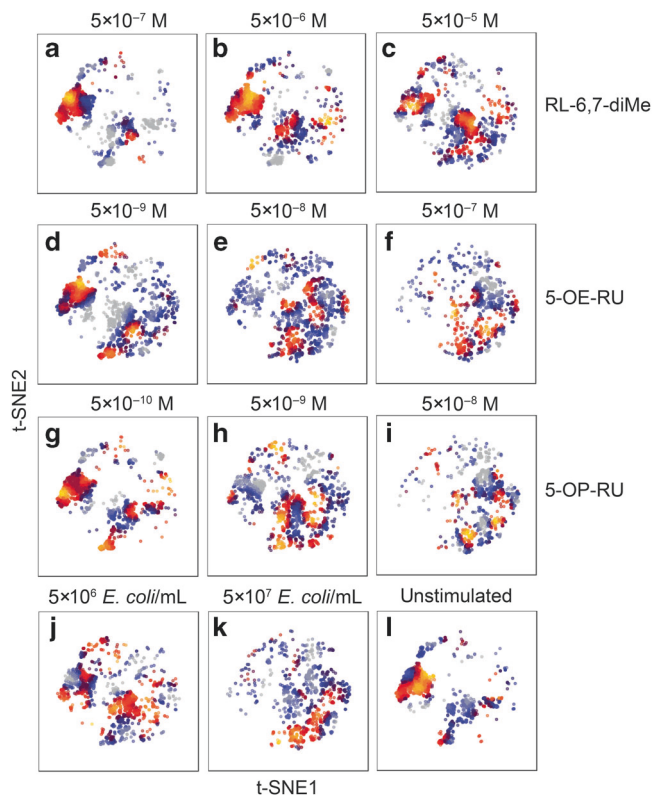 5×10⁻⁷ M 5×10⁻⁶ M 5×10⁻⁵ M
a b c
RL-6,7-diMe
5×10⁻⁹ M 5×10⁻⁸ M 5×10⁻⁷ M
d e f
5-OE-RU
t-SNE2
5×10⁻¹⁰ M 5×10⁻⁹ M 5×10⁻⁸ M
g h i
5-OP-RU
5×10⁶ E. coli/mL 5×10⁷ E. coli/mL Unstimulated
j k l
t-SNE1